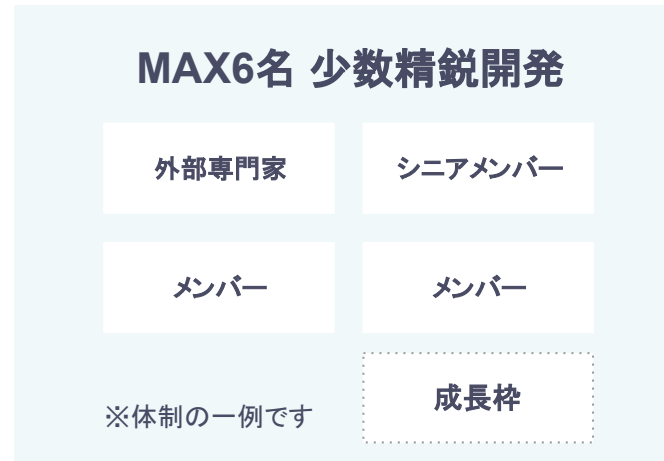 MAX6名 少数精鋭開発
外部専門家
シニアメンバー
メンバー
メンバー
成長枠
※体制の一例です